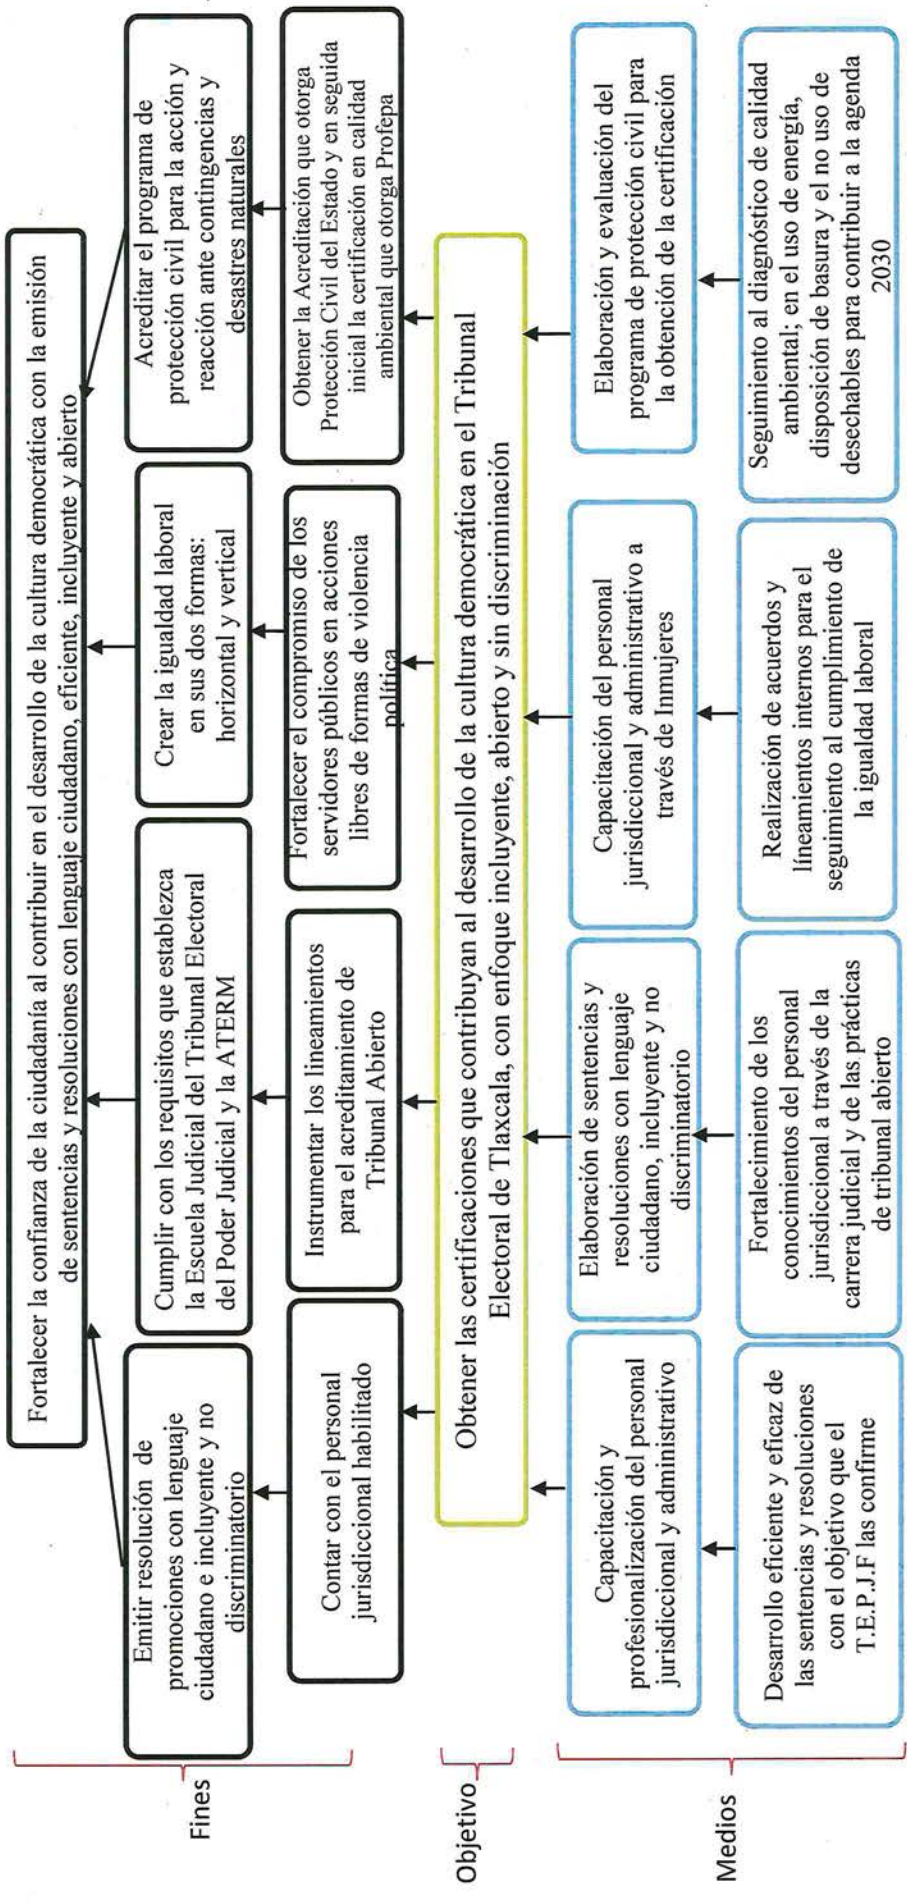 Fortalecer la confianza de la ciudadanía al contribuir en el desarrollo de la cultura democrática con la emisión
de sentencias y resoluciones con lenguaje ciudadano, eficiente, incluyente y abierto
Fines
Emitir resolución de
promociones con lenguaje
ciudadano e incluyente y no
discriminatorio
Cumplir con los requisitos que establezca
la Escuela Judicial del Tribunal Electoral
del Poder Judicial y la ATERM
Crear la igualdad laboral
en sus dos formas:
horizontal y vertical
Acreditar el programa de
protección civil para la acción y
reacción ante contingencias y
desastres naturales
Contar con el personal
jurisdiccional habilitado
Instrumentar los lineamientos
para el acreditamiento de
Tribunal Abierto
Fortalecer el compromiso de los
servidores públicos en acciones
libres de formas de violencia
política
Obtener la Acreditación que otorga
Protección Civil del Estado y en seguida
inicial la certificación en calidad
ambiental que otorga Profepa
Objetivo
Obtener las certificaciones que contribuyan al desarrollo de la cultura democrática en el Tribunal
Electoral de Tlaxcala, con enfoque incluyente, abierto y sin discriminación
Medios
Capacitación y
profesionalización del personal
jurisdiccional y administrativo
Elaboración de sentencias y
resoluciones con lenguaje
ciudadano, incluyente y no
discriminatorio
Capacitación del personal
jurisdiccional y administrativo a
través de Inmujeres
Elaboración y evaluación del
programa de protección civil para
la obtención de la certificación
Desarrollo eficiente y eficaz de
las sentencias y resoluciones
con el objetivo que el
T.E.P.J.F las confirme
Fortalecimiento de los
conocimientos del personal
jurisdiccional a través de la
carrera judicial y de las prácticas
de tribunal abierto
Realización de acuerdos y
líneamientos internos para el
seguimiento al cumplimiento de
la igualdad laboral
Seguimiento al diagnóstico de calidad
ambiental; en el uso de energía,
disposición de basura y el no uso de
desechables para contribuir a la agenda
2030